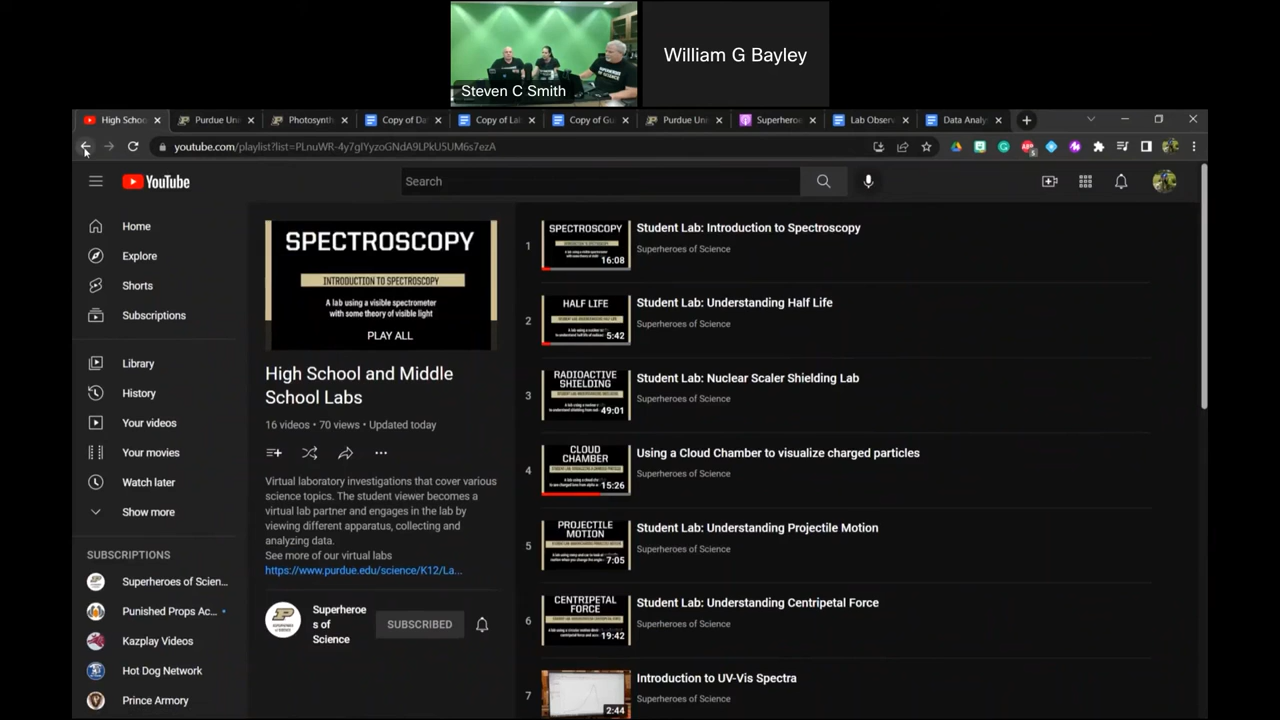 Steven C Smith
SUPERHEROES
OF SCIENCE
William G Bayley
High Schoo
Purdue Uni
Photosynth
Copy of Da
Copy of La
Copy of Gu
Purdue Uni
Superheroe
Lab Observ
Data Analy
youtube.com/playlist?list=PLnuWR-4y7glYyzoGNdA9LPkU5UM6s7ezA
YouTube
Search
Home
Explore
Shorts
Subscriptions
Library
History
Your videos
Your movies
Watch later
Show more
SUBSCRIPTIONS
Superheroes of Scien...
Punished Props Ac...
Kazplay Videos
Hot Dog Network
Prince Armory
SPECTROSCOPY
INTRODUCTION TO SPECTROSCOPY
A lab using a visible spectrometer
with some theory of visible light
PLAY ALL
High School and Middle
School Labs
16 videos • 70 views • Updated today
Virtual laboratory investigations that cover various
science topics. The student viewer becomes a
virtual lab partner and engages in the lab by
viewing different apparatus, collecting and
analyzing data.
See more of our virtual labs
https://www.purdue.edu/science/K12/La...
Superheroe
s of
Science
SUBSCRIBED
1
SPECTROSCOPY
16:08
Student Lab: Introduction to Spectroscopy
Superheroes of Science
2
HALF LIFE
5:42
Student Lab: Understanding Half Life
Superheroes of Science
3
RADIOACTIVE
SHIELDING
49:01
Student Lab: Nuclear Scaler Shielding Lab
Superheroes of Science
4
CLOUD
CHAMBER
15:26
Using a Cloud Chamber to visualize charged particles
Superheroes of Science
5
PROJECTILE
MOTION
7:05
Student Lab: Understanding Projectile Motion
Superheroes of Science
6
CENTRIPETAL
FORCE
19:42
Student Lab: Understanding Centripetal Force
Superheroes of Science
7
2:44
Introduction to UV-Vis Spectra
Superheroes of Science